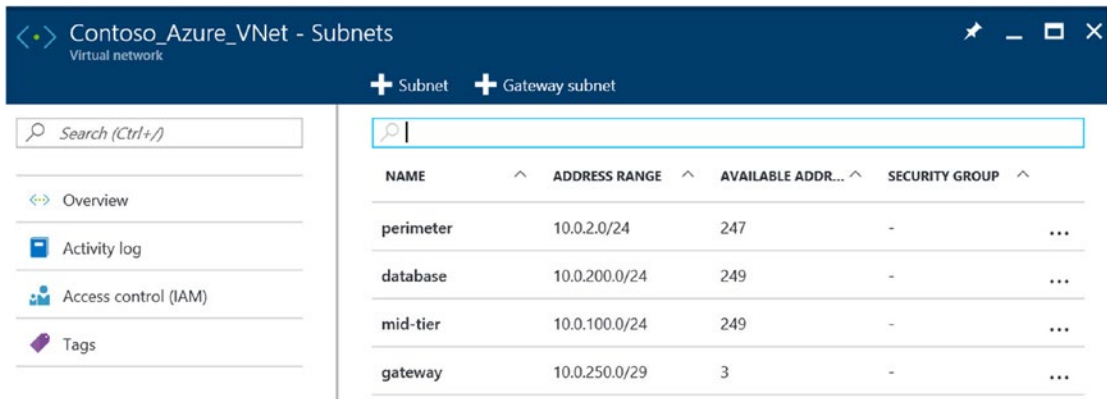 Contoso_Azure_VNet - Subnets
Virtual network
Subnet Gateway subnet
Search (Ctrl+/)
Overview
Activity log
Access control (IAM)
Tags
NAME ADDRESS RANGE AVAILABLE ADDR... SECURITY GROUP
perimeter 10.0.2.0/24 247 - ...
database 10.0.200.0/24 249 - ...
mid-tier 10.0.100.0/24 249 - ...
gateway 10.0.250.0/29 3 - ...